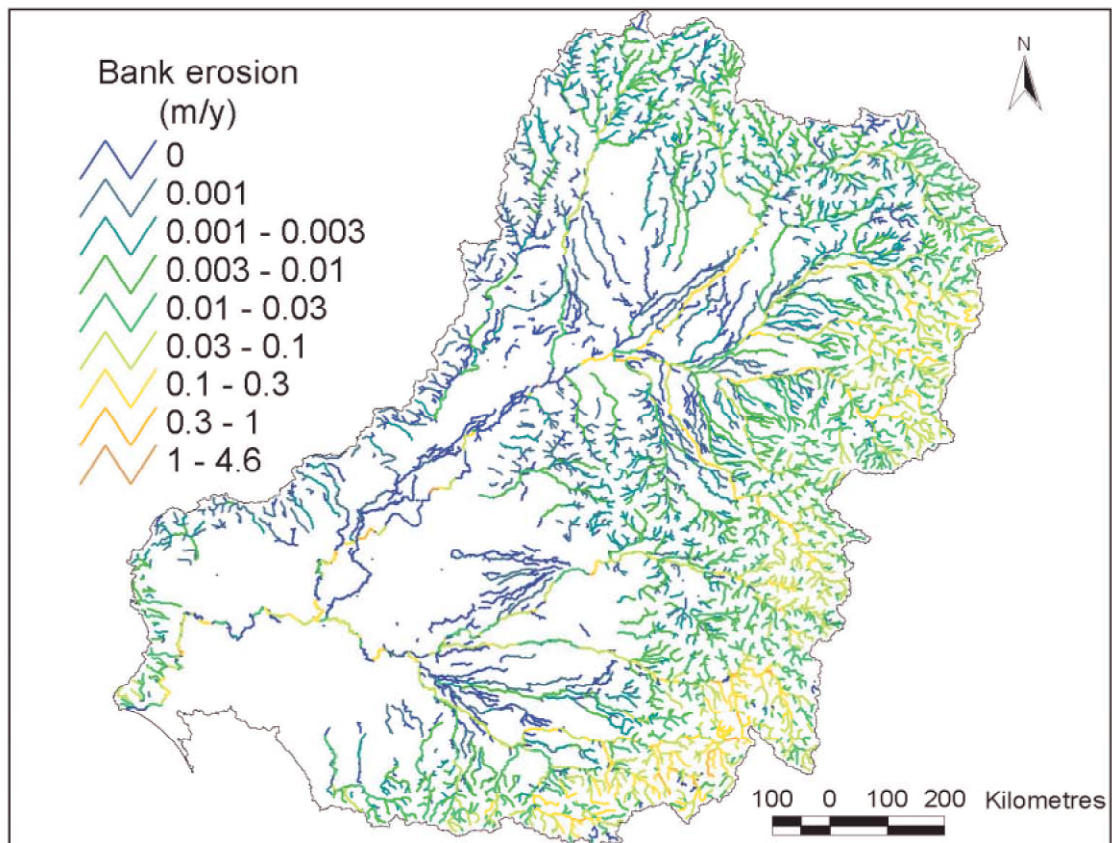 Bank erosion
(m/y)
0
0.001
0.001 - 0.003
0.003 - 0.01
0.01 - 0.03
0.03 - 0.1
0.1 - 0.3
0.3 - 1
1 - 4.6
N
100 0 100 200 Kilometres